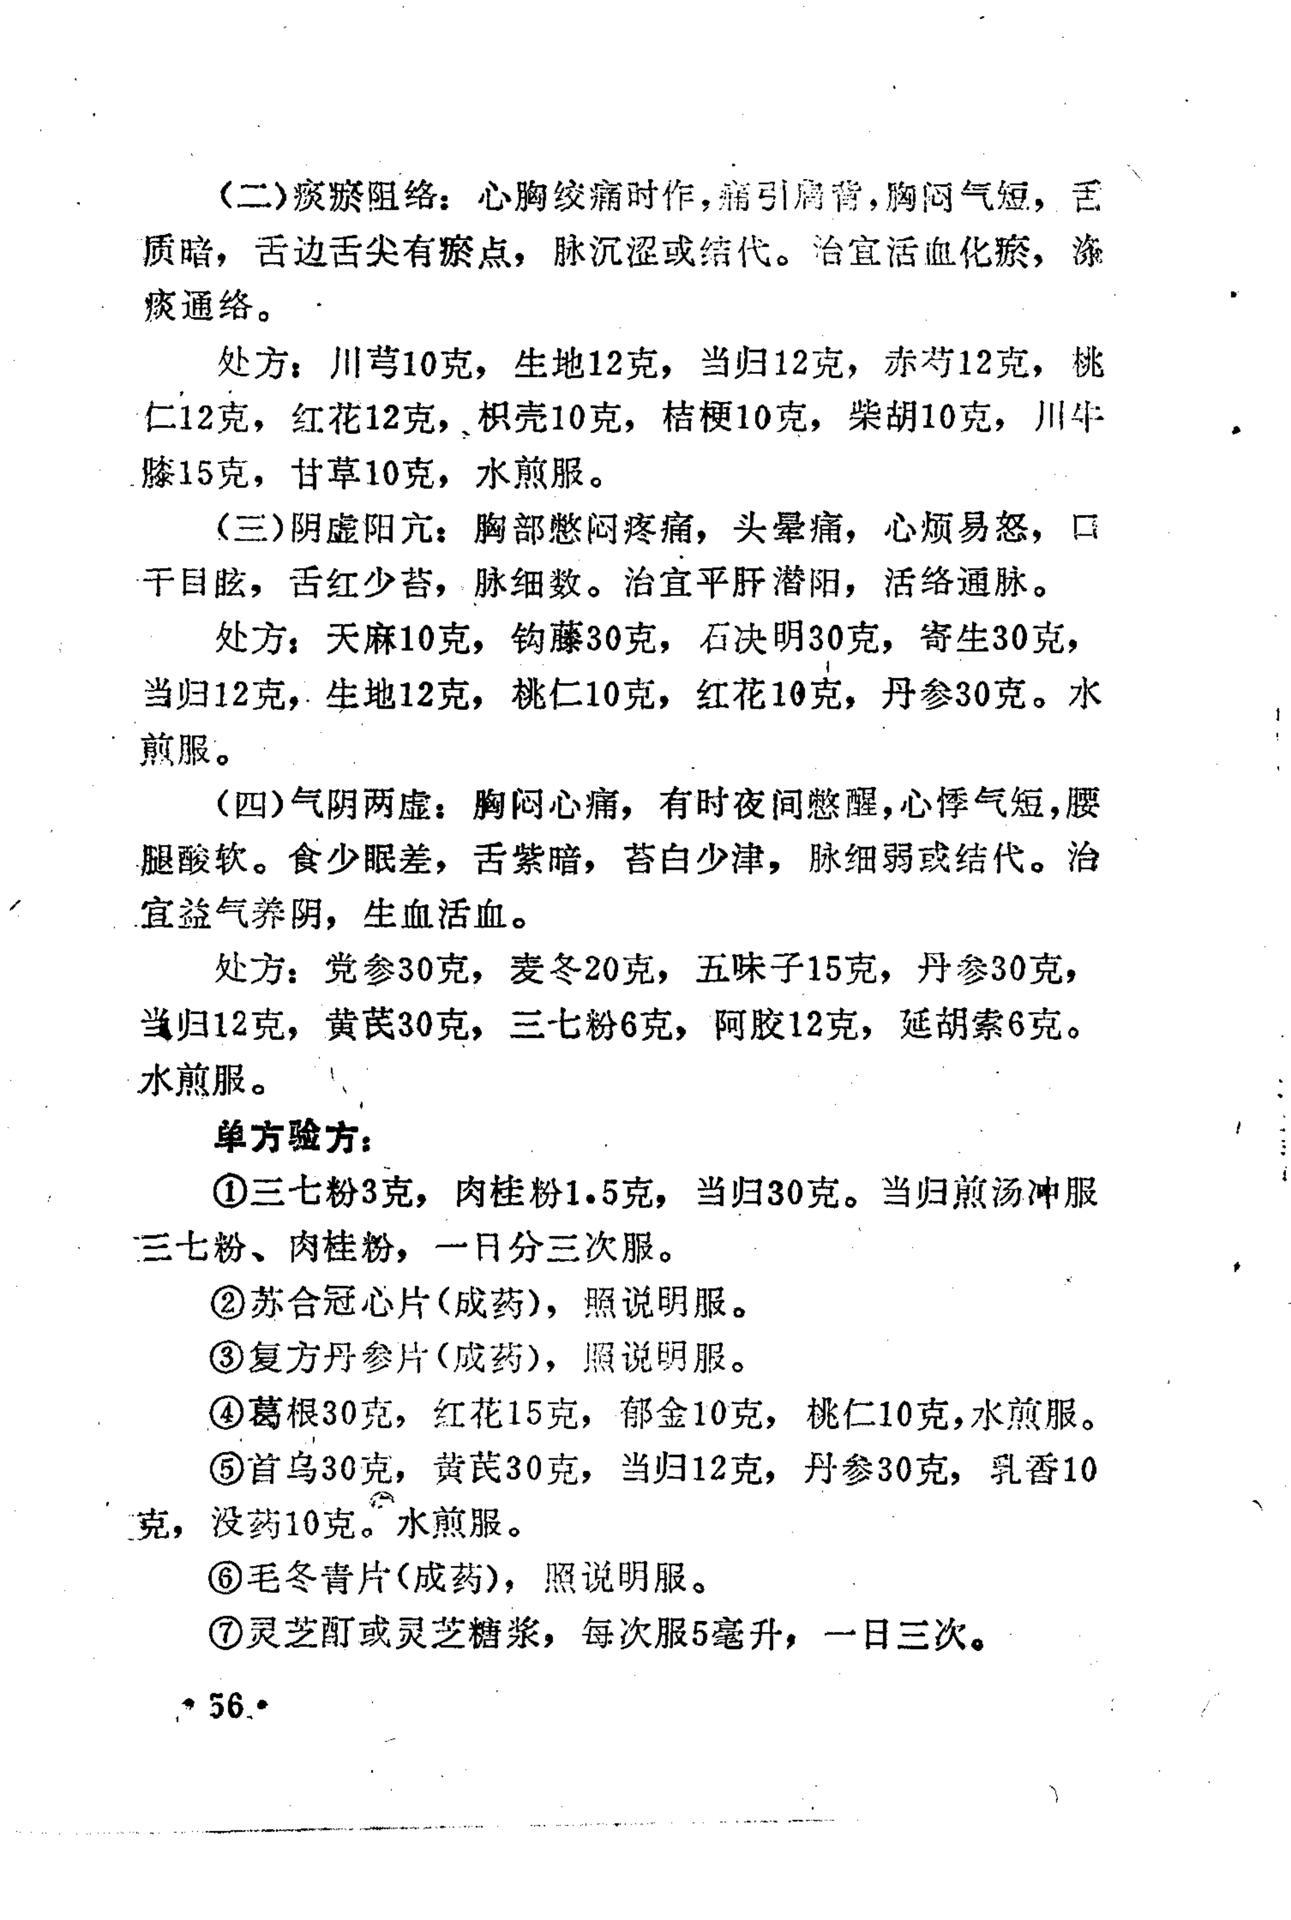 (二)痰瘀阻络：心胸绞痛时作，痛引肩背，胸闷气短，舌
质暗，舌边舌尖有瘀点，脉沉涩或结代。治宜活血化瘀，涤
痰通络。
处方：川芎10克，生地12克，当归12克，赤芍12克，桃
仁12克，红花12克，枳壳10克，桔梗10克，柴胡10克，川牛
膝15克，甘草10克，水煎服。
(三)阴虚阳亢：胸部憋闷疼痛，头晕痛，心烦易怒，口
干目眩，舌红少苔，脉细数。治宜平肝潜阳，活络通脉。
处方：天麻10克，钩藤30克，石决明30克，寄生30克，
当归12克，生地12克，桃仁10克，红花10克，丹参30克。水
煎服。
(四)气阴两虚：胸闷心痛，有时夜间憋醒，心悸气短，腰
腿酸软。食少眠差，舌紫暗，苔白少津，脉细弱或结代。治
宜益气养阴，生血活血。
处方：党参30克，麦冬20克，五味子15克，丹参30克，
当归12克，黄芪30克，三七粉6克，阿胶12克，延胡索6克。
水煎服。
单方验方：
①三七粉3克，肉桂粉1.5克，当归30克。当归煎汤冲服
三七粉、肉桂粉，一日分三次服。
②苏合冠心片(成药)，照说明服。
③复方丹参片(成药)，照说明服。
④葛根30克，红花15克，郁金10克，桃仁10克，水煎服。
⑤首乌30克，黄芪30克，当归12克，丹参30克，乳香10
克，没药10克。水煎服。
⑥毛冬青片(成药)，照说明服。
⑦灵芝酊或灵芝糖浆，每次服5毫升，一日三次。
•56•